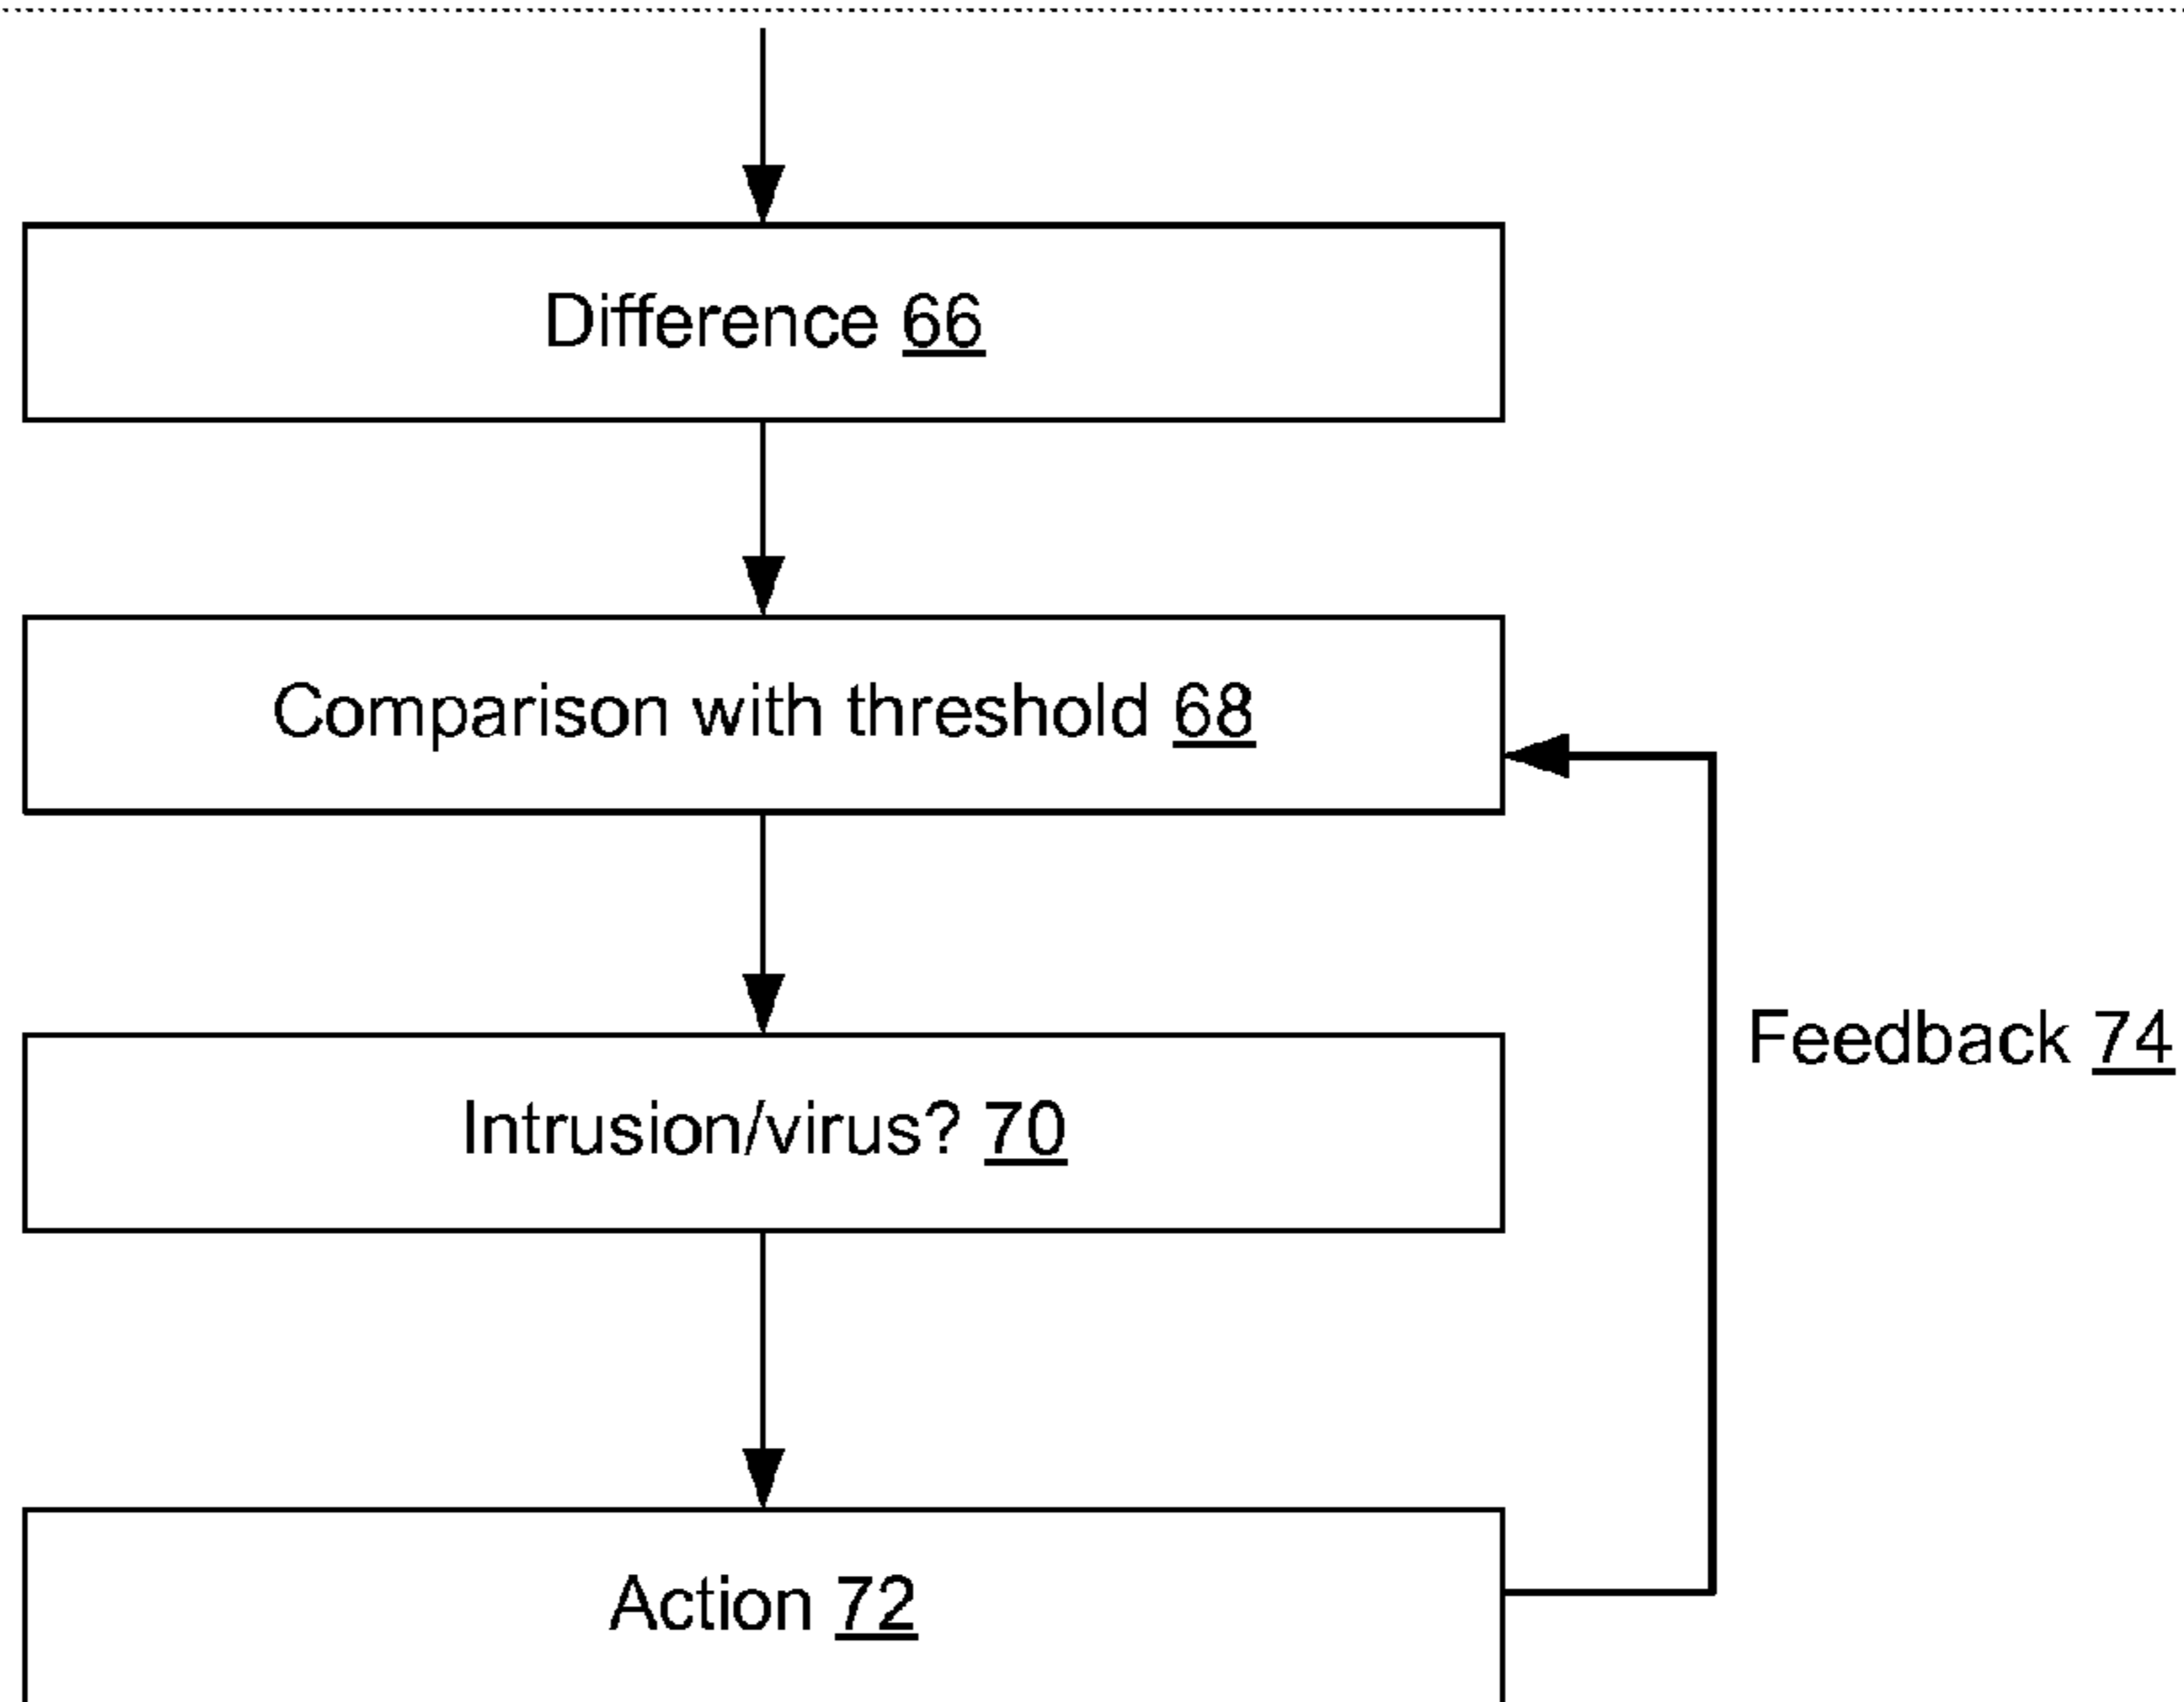 Difference 66
Comparison with threshold 68
Feedback 74
Intrusion/virus? 70
Action 72